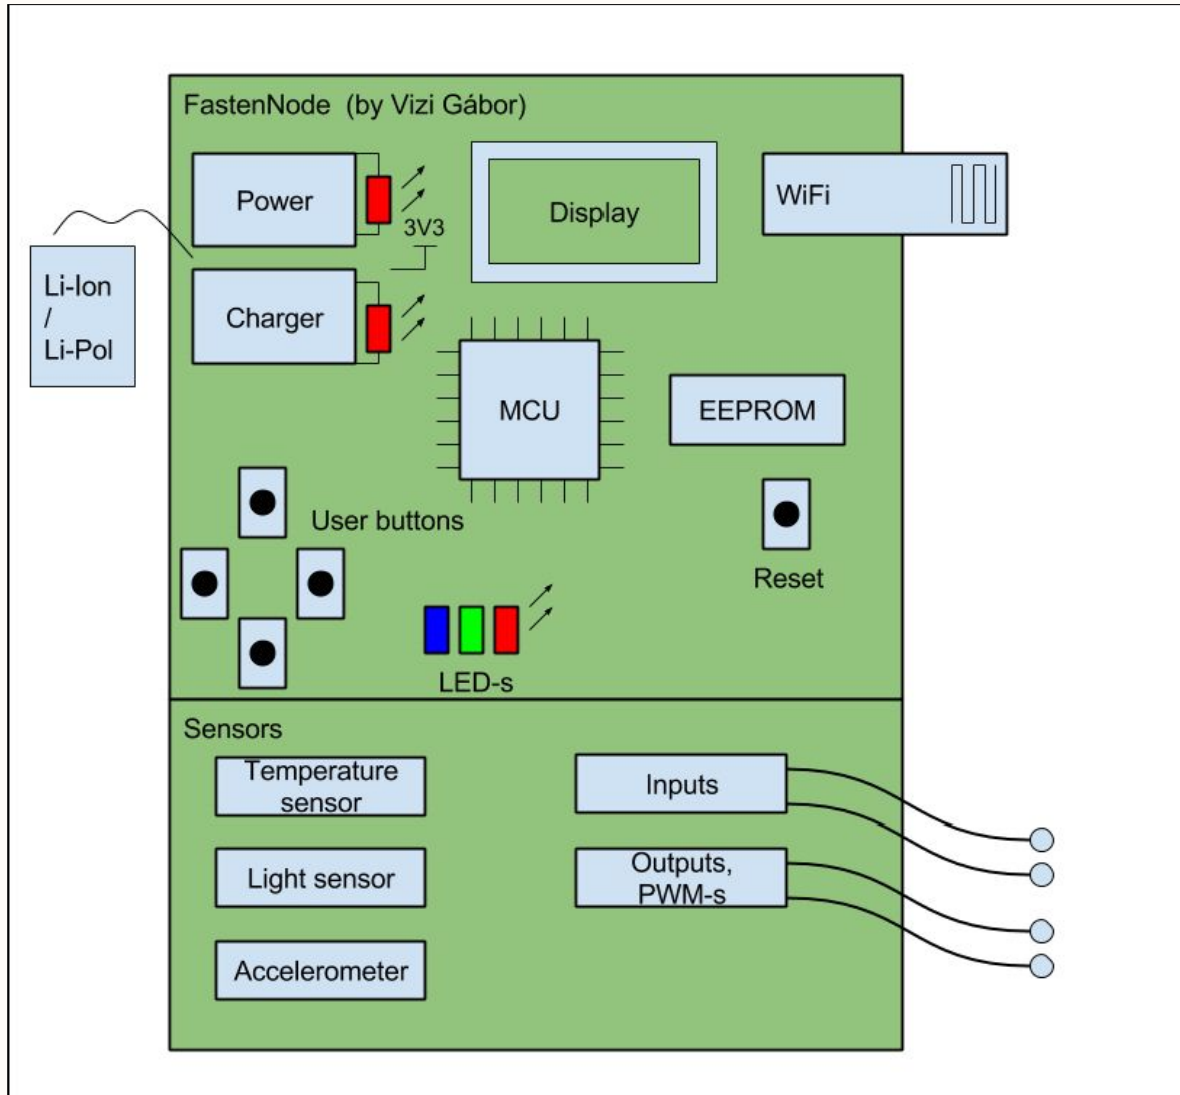 FastenNode (by Vizi Gábor)
Power
3V3
Display
WiFi
Li-Ion
/
Li-Pol
Charger
MCU
EEPROM
User buttons
Reset
LED-s
Sensors
Temperature
sensor
Inputs
Light sensor
Outputs,
PWM-s
Accelerometer